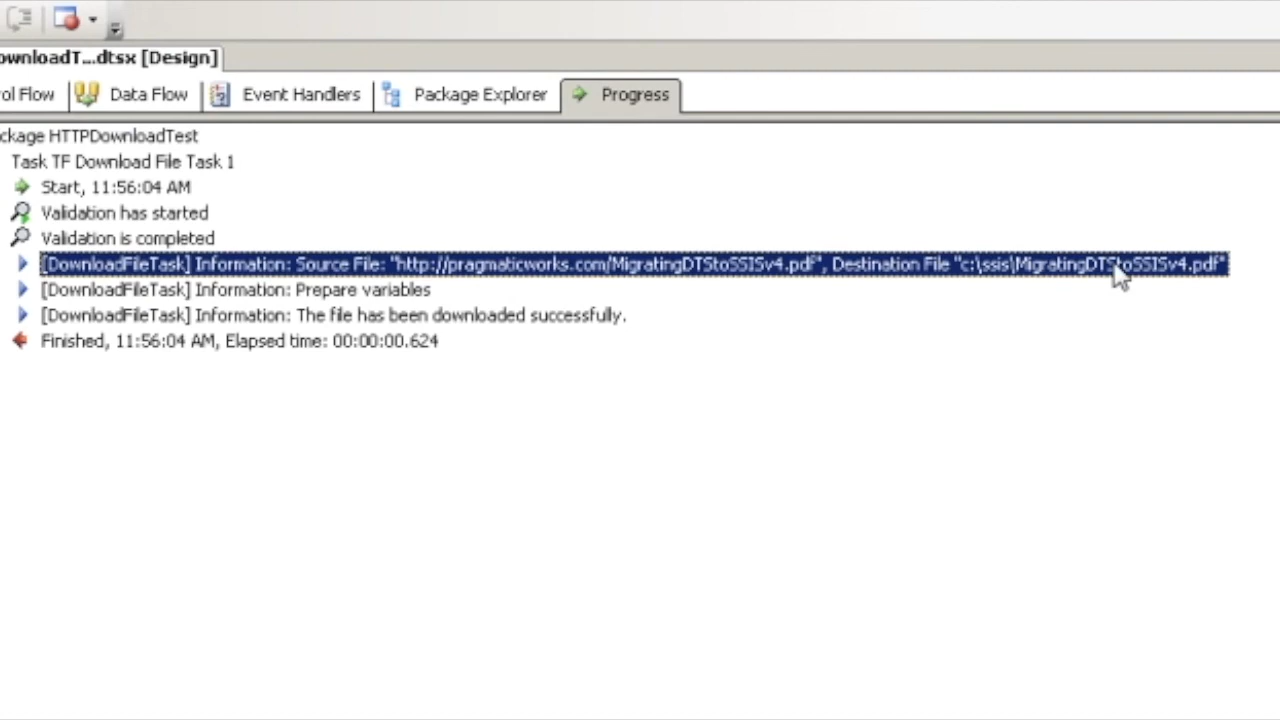 ownloadT...dtsx [Design]
ol Flow Data Flow Event Handlers Package Explorer Progress
ckage HTTPDownloadTest
Task TF Download File Task 1
Start, 11:56:04 AM
Validation has started
Validation is completed
[DownloadFileTask] Information: Source File: "http://pragmaticworks.com/MigratingDTStoSSISv4.pdf", Destination File "c:\ssis\MigratingDTStoSSISv4.pdf"
[DownloadFileTask] Information: Prepare variables
[DownloadFileTask] Information: The file has been downloaded successfully.
Finished, 11:56:04 AM, Elapsed time: 00:00:00.624